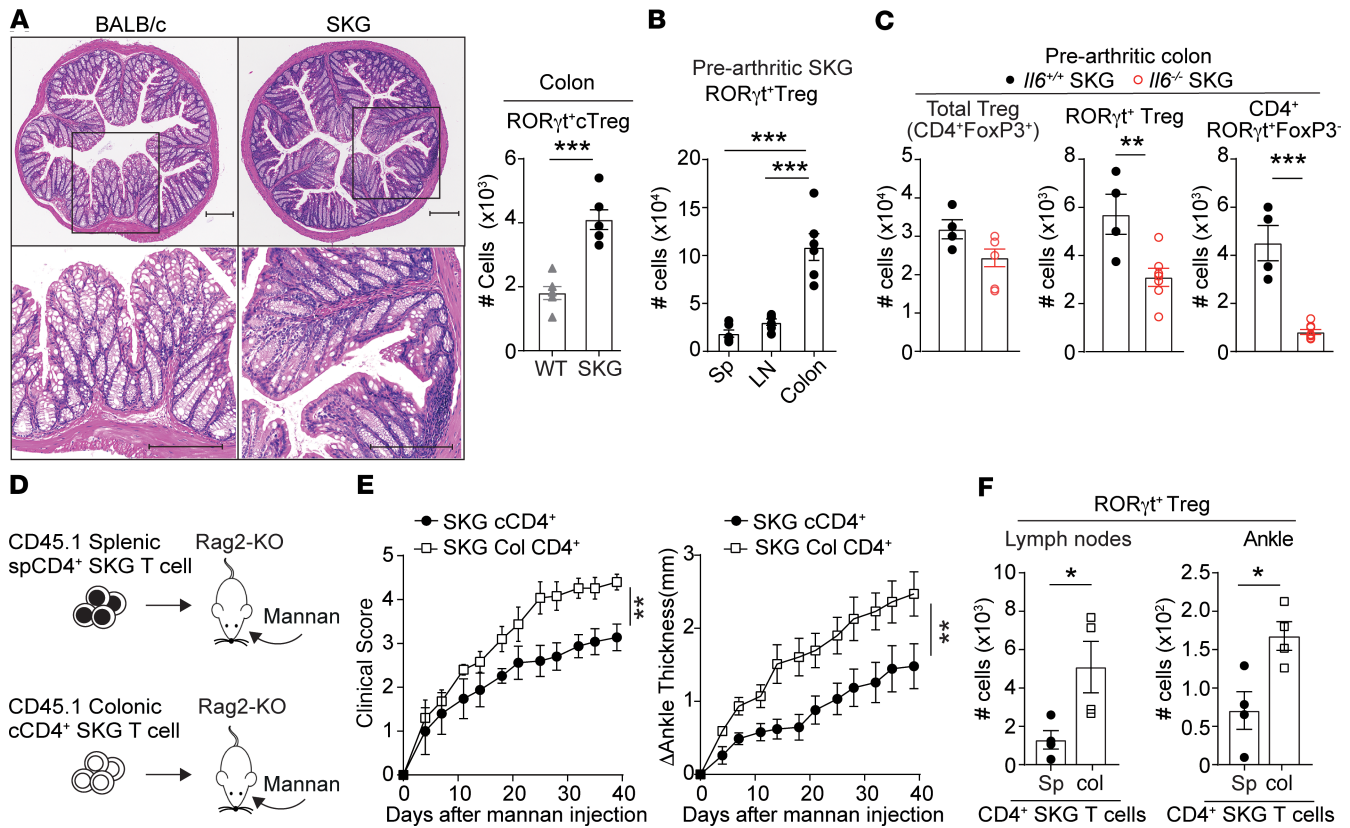 A
BALB/c
SKG
Colon
RORγt⁺cTreg
***
# Cells (x10³)
6
4
2
0
WT
SKG
B
Pre-arthritic SKG
RORγt⁺Treg
***
***
# cells (x10⁴)
20
15
10
5
0
Sp
LN
Colon
C
Pre-arthritic colon
Il6⁺/⁺ SKG
Il6⁻/⁻ SKG
Total Treg
(CD4⁺FoxP3⁺)
# cells (x10⁴)
5
4
3
2
1
0
RORγt⁺ Treg
**
# cells (x10³)
8
6
4
2
0
CD4⁺
RORγt⁺FoxP3⁻
***
# cells (x10³)
8
6
4
2
0
D
CD45.1 Splenic
spCD4⁺ SKG T cell
Rag2-KO
Mannan
CD45.1 Colonic
cCD4⁺ SKG T cell
Rag2-KO
Mannan
E
SKG cCD4⁺
SKG Col CD4⁺
Clinical Score
5
4
3
2
1
0
**
0
10
20
30
40
Days after mannan injection
SKG cCD4⁺
SKG Col CD4⁺
ΔAnkle Thickness(mm)
3
2
1
0
**
0
10
20
30
40
Days after mannan injection
F
RORγt⁺ Treg
Lymph nodes
*
# cells (x10³)
10
8
6
4
2
0
Sp
col
CD4⁺ SKG T cells
Ankle
*
# cells (x10²)
2.5
2.0
1.5
1.0
0.5
0
Sp
col
CD4⁺ SKG T cells